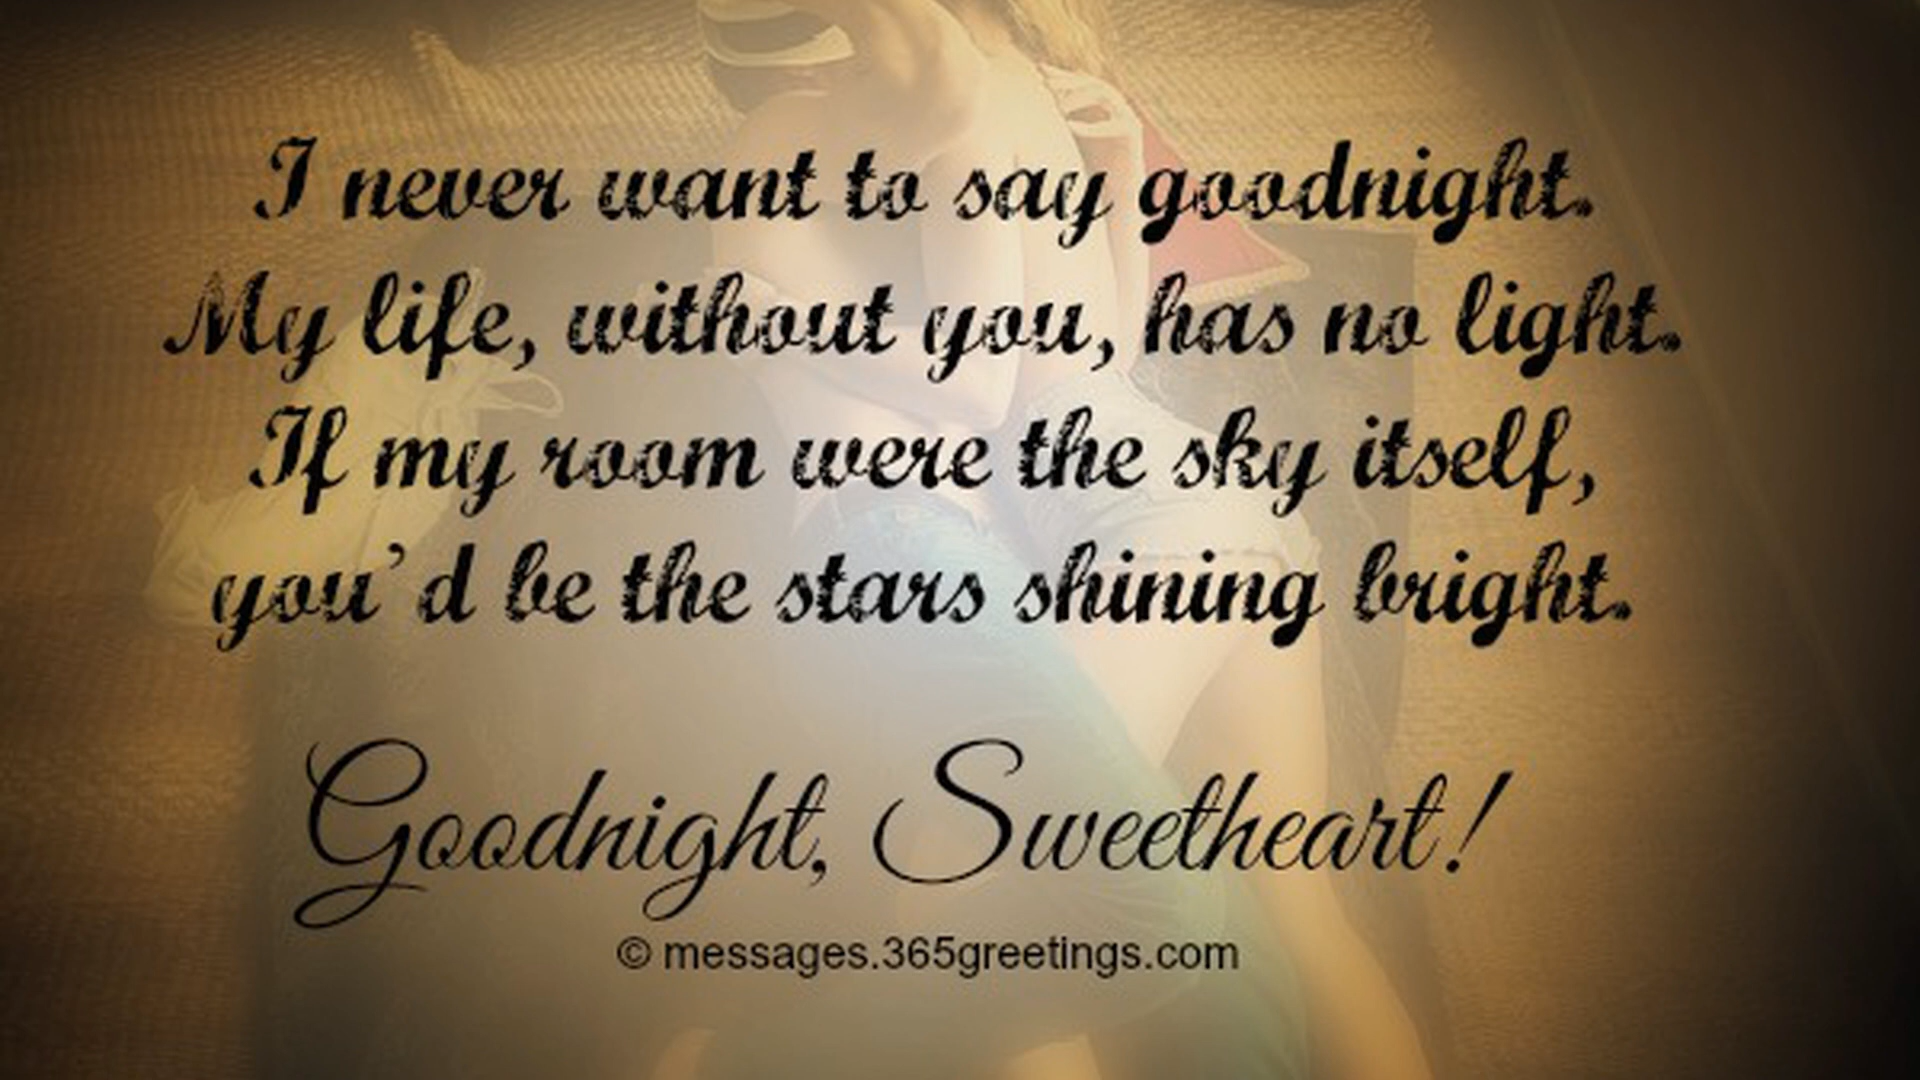 I never want to say goodnight.
My life, without you, has no light.
If my room were the sky itself,
you'd be the stars shining bright.
Goodnight, Sweetheart!
© messages.365greetings.com